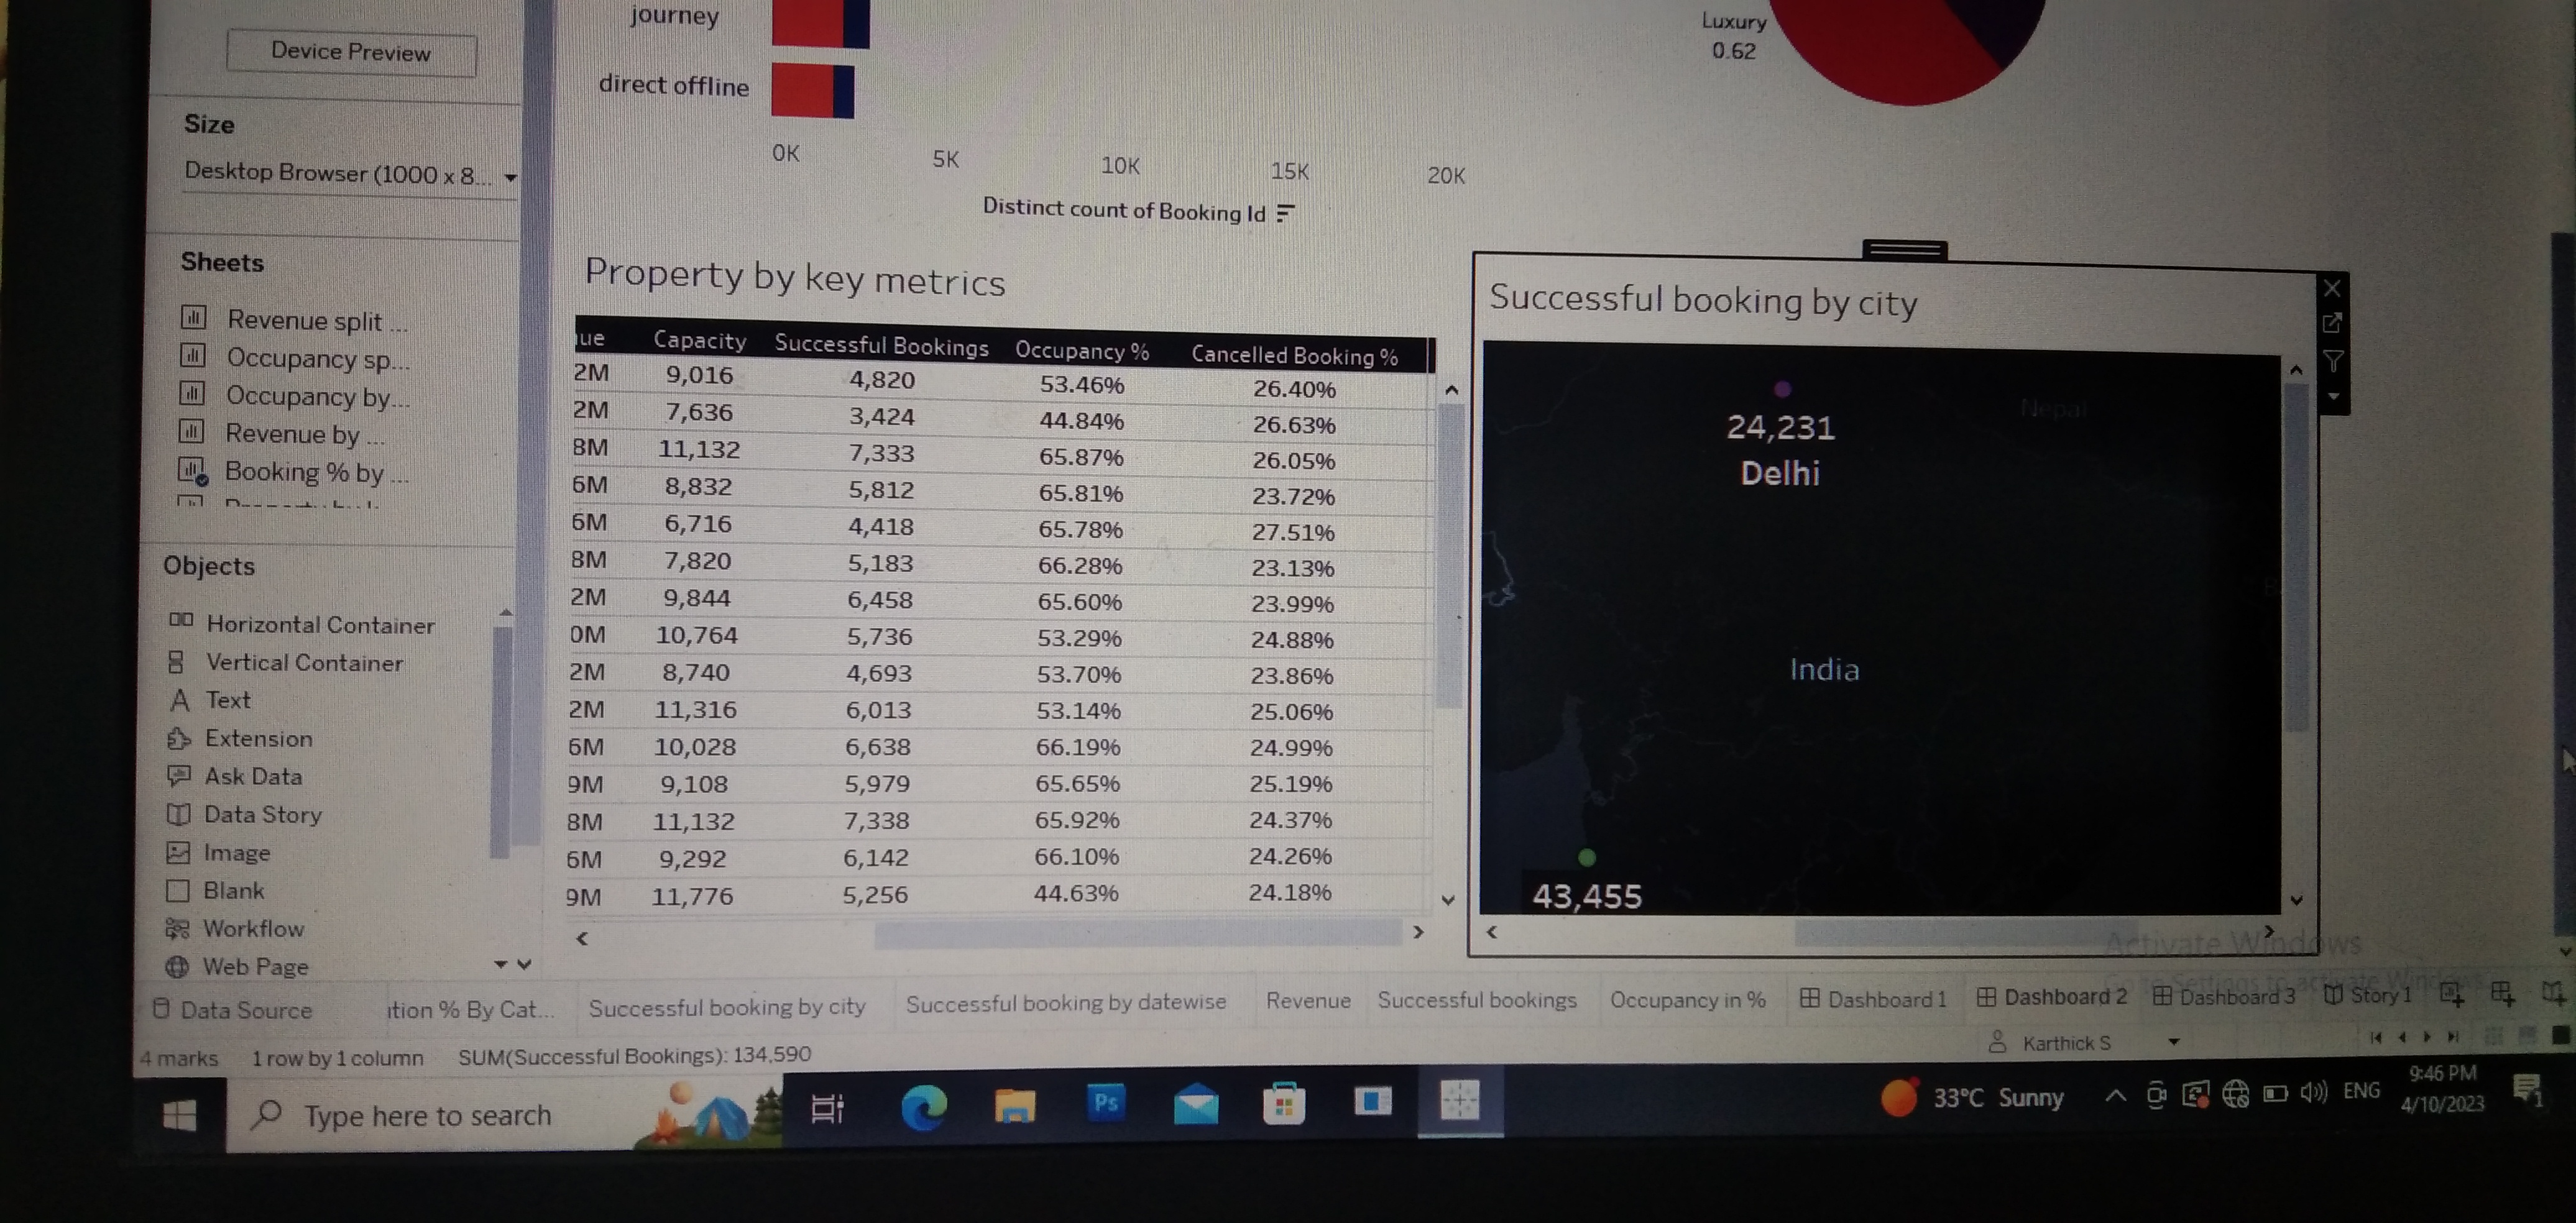 journey
direct offline
0K 5K 10K 15K 20K
Distinct count of Booking Id
Luxury
0.62
Device Preview
Size
Desktop Browser (1000 x 8...
Sheets
Revenue split ...
Occupancy sp...
Occupancy by...
Revenue by ...
Booking % by ...
Objects
Horizontal Container
Vertical Container
Text
Extension
Ask Data
Data Story
Image
Blank
Workflow
Web Page
Property by key metrics
ue Capacity Successful Bookings Occupancy % Cancelled Booking %
2M 9,016 4,820 53.46% 26.40%
2M 7,636 3,424 44.84% 26.63%
8M 11,132 7,333 65.87% 26.05%
6M 8,832 5,812 65.81% 23.72%
6M 6,716 4,418 65.78% 27.51%
8M 7,820 5,183 66.28% 23.13%
2M 9,844 6,458 65.60% 23.99%
0M 10,764 5,736 53.29% 24.88%
2M 8,740 4,693 53.70% 23.86%
2M 11,316 6,013 53.14% 25.06%
6M 10,028 6,638 66.19% 24.99%
9M 9,108 5,979 65.65% 25.19%
8M 11,132 7,338 65.92% 24.37%
6M 9,292 6,142 66.10% 24.26%
9M 11,776 5,256 44.63% 24.18%
Successful booking by city
Nepal
24,231
Delhi
India
43,455
Activate Windows
Go to Settings to activate Windows.
Data Source ition % By Cat... Successful booking by city Successful booking by datewise Revenue Successful bookings Occupancy in % Dashboard 1 Dashboard 2 Dashboard 3 Story 1
4 marks 1 row by 1 column SUM(Successful Bookings): 134,590
Karthick S
Type here to search
Ps
33°C Sunny
ENG
9:46 PM
4/10/2023
1